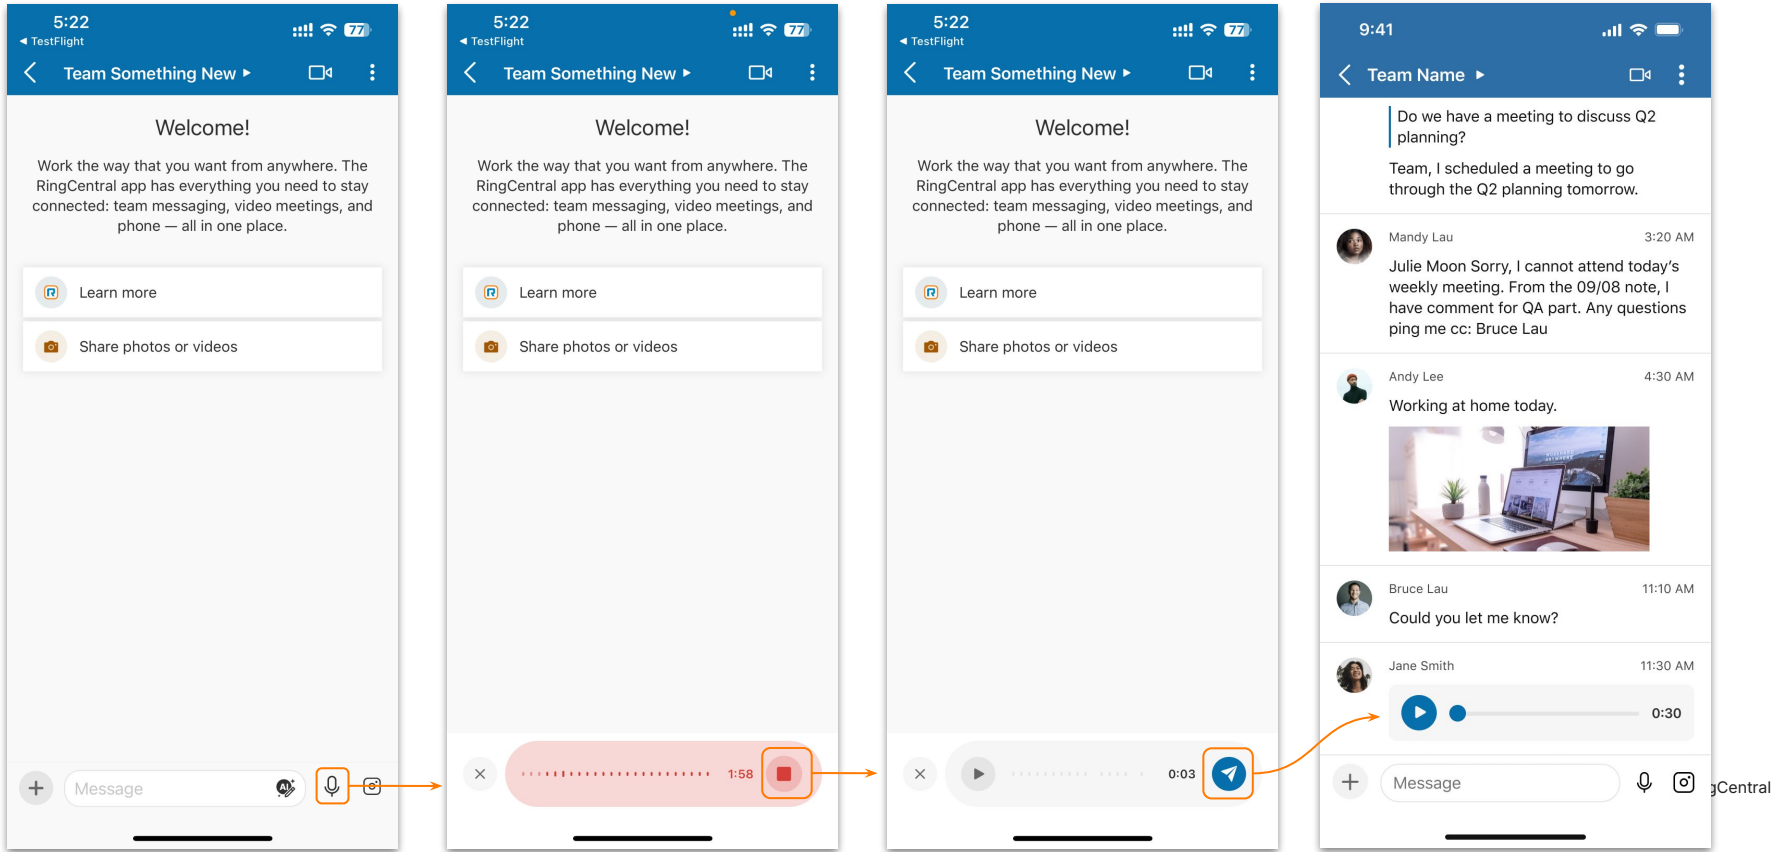 5:22
77
◀ TestFlight
Team Something New ▸
Welcome!
Work the way that you want from anywhere. The
RingCentral app has everything you need to stay
connected: team messaging, video meetings, and
phone — all in one place.
Learn more
Share photos or videos
Message
AI
5:22
77
◀ TestFlight
Team Something New ▸
Welcome!
Work the way that you want from anywhere. The
RingCentral app has everything you need to stay
connected: team messaging, video meetings, and
phone — all in one place.
Learn more
Share photos or videos
1:58
5:22
77
◀ TestFlight
Team Something New ▸
Welcome!
Work the way that you want from anywhere. The
RingCentral app has everything you need to stay
connected: team messaging, video meetings, and
phone — all in one place.
Learn more
Share photos or videos
0:03
9:41
Team Name ▸
Do we have a meeting to discuss Q2
planning?
Team, I scheduled a meeting to go
through the Q2 planning tomorrow.
Mandy Lau 3:20 AM
Julie Moon Sorry, I cannot attend today's
weekly meeting. From the 09/08 note, I
have comment for QA part. Any questions
ping me cc: Bruce Lau
Andy Lee 4:30 AM
Working at home today.
Bruce Lau 11:10 AM
Could you let me know?
Jane Smith 11:30 AM
0:30
Message
gCentral